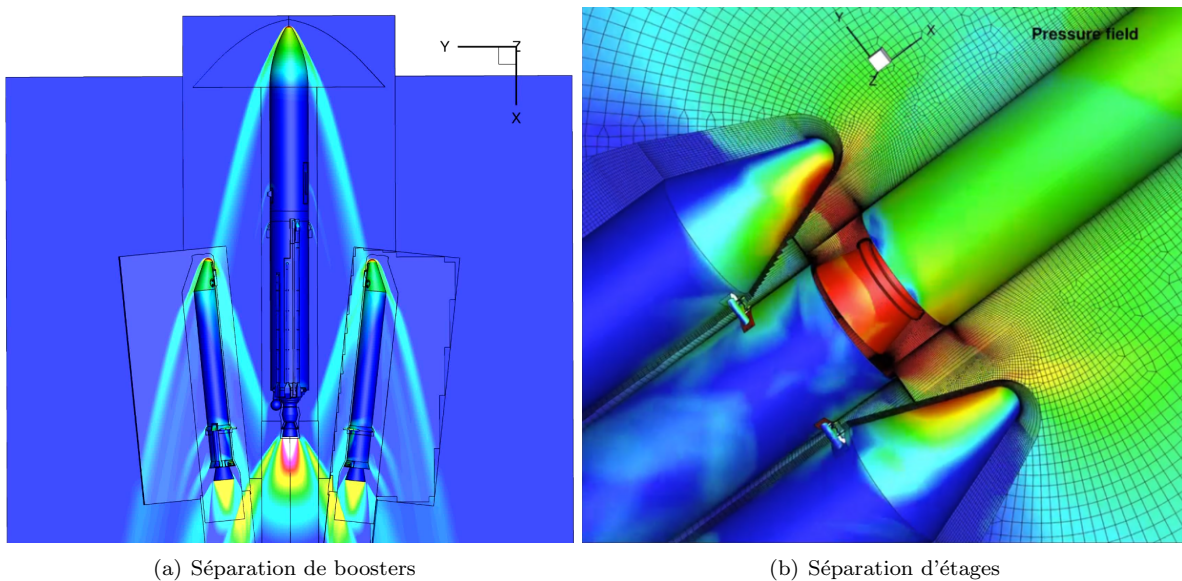 Y
Z
X
Pressure field
Y
X
Z
(a) Séparation de boosters
(b) Séparation d'étages